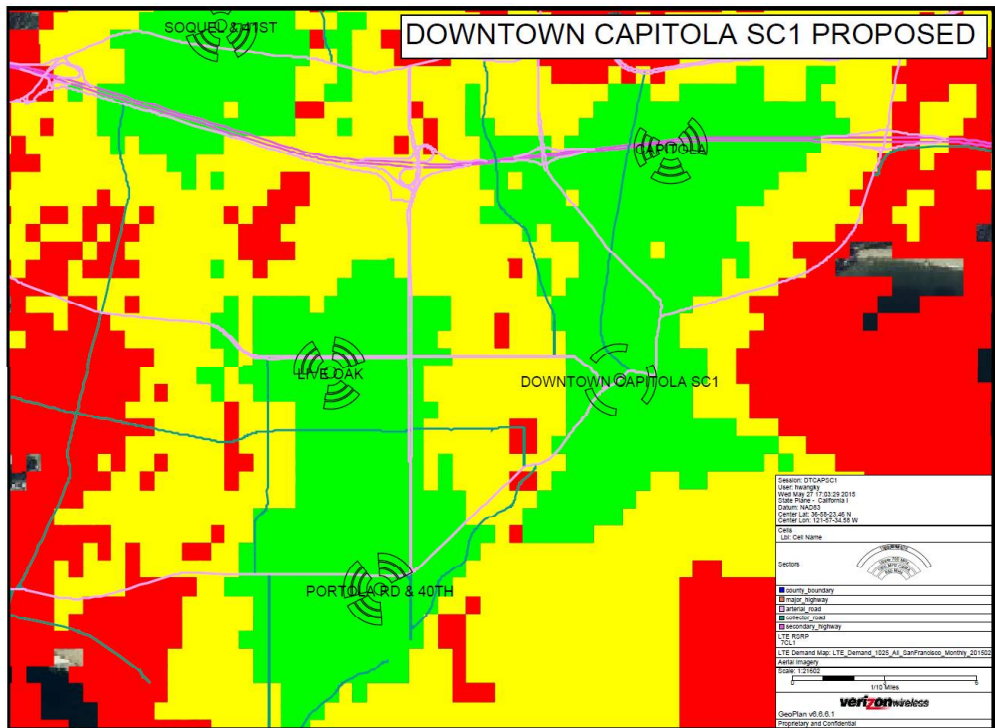 SOQUEL & 41ST
DOWNTOWN CAPITOLA SC1 PROPOSED
CAPITOLA
LIVE OAK
DOWNTOWN CAPITOLA SC1
PORTOLA RD & 40TH
Session: DTCAPSC1
User: hwangky
Wed May 27 17:03:29 2015
State Plane - California I
Datum: NAD83
Center Lat: 36-58-23.46 N
Center Lon: 121-57-34.58 W
Cells
Lbl: Cell Name
Sectors
county_boundary
major_highway
arterial_road
collector_road
secondary_highway
LTE RSRP
7CL1
LTE Demand Map: LTE_Demand_1025_All_SanFrancisco_Monthly_201502
Aerial Imagery
Scale: 1:21602
0
6
1/10 Miles
verizon wireless
GeoPlan v6.6.6.1
Proprietary and Confidential